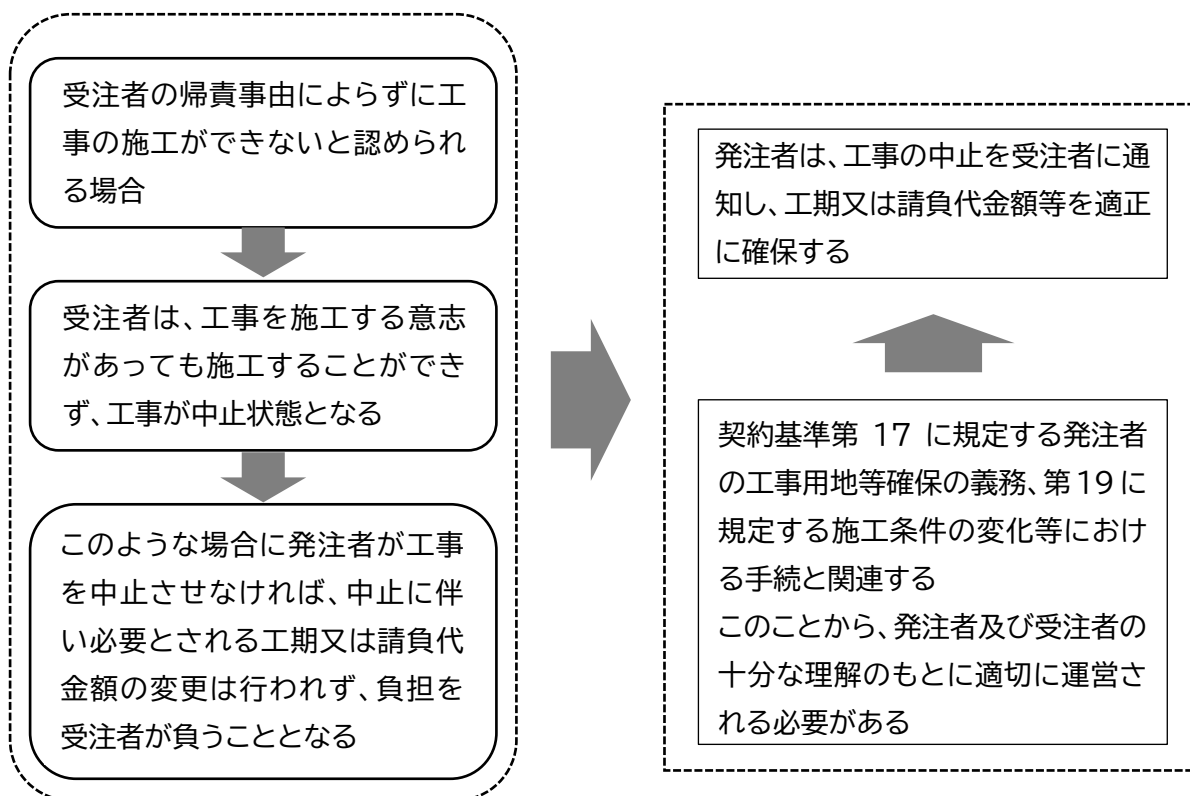 受注者の帰責事由によらずに工
事の施工ができないと認められ
る場合
受注者は、工事を施工する意志
があっても施工することができ
ず、工事が中止状態となる
このような場合に発注者が工事
を中止させなければ、中止に伴
い必要とされる工期又は請負代
金額の変更は行われず、負担を
受注者が負うこととなる
発注者は、工事の中止を受注者に通
知し、工期又は請負代金額等を適正
に確保する
契約基準第 17 に規定する発注者
の工事用地等確保の義務、第19に
規定する施工条件の変化等におけ
る手続と関連する
このことから、発注者及び受注者の
十分な理解のもとに適切に運営さ
れる必要がある